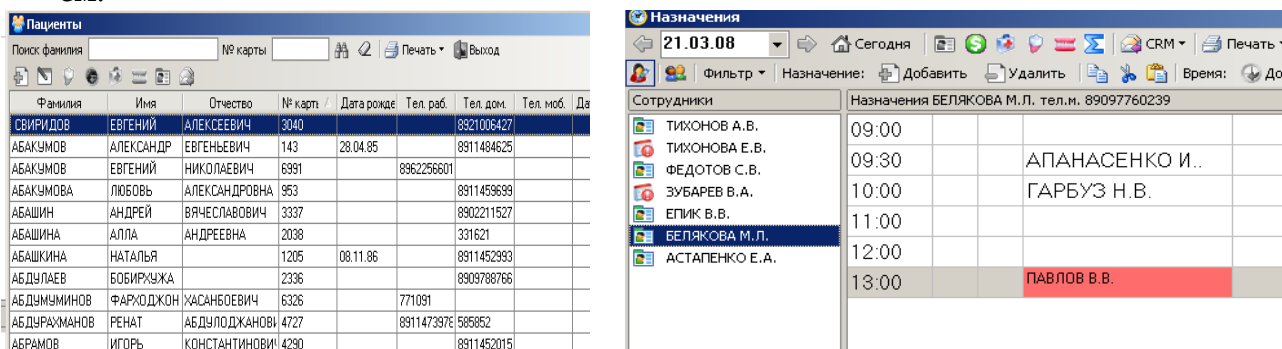 Пациенты
Поиск фамилия № карты Печать Выход
Фамилия Имя Отчество № карты Дата рожде Тел. раб. Тел. дом. Тел. моб. Да
СВИРИДОВ ЕВГЕНИЙ АЛЕКСЕЕВИЧ 3040 8921006427
АБАКУМОВ АЛЕКСАНДР ЕВГЕНЬЕВИЧ 143 28.04.85 8911484625
АБАКУМОВ ЕВГЕНИЙ НИКОЛАЕВИЧ 6991 8962256601
АБАКУМОВА ЛЮБОВЬ АЛЕКСАНДРОВНА 953 8911459699
АБАШИН АНДРЕЙ ВЯЧЕСЛАВОВИЧ 3337 8902211527
АБАШИНА АЛЛА АНДРЕЕВНА 2038 331621
АБАШКИНА НАТАЛЬЯ 1205 08.11.86 8911452993
АБДУЛАЕВ БОБИРХУЖА 2336 8909788766
АБДУМУМИНОВ ФАРХОДЖОН ХАСАНБОЕВИЧ 6326 771091
АБДУРАХМАНОВ РЕНАТ АБДУЛОДЖАНОВИ 4727 8911473978 585852
АБРАМОВ ИГОРЬ КОНСТАНТИНОВИЧ 4290 8911452015
Назначения
21.03.08 Сегодня CRM Печать
Фильтр Назначение: Добавить Удалить Время: До
Сотрудники
ТИХОНОВ А.В.
ТИХОНОВА Е.В.
ФЕДОТОВ С.В.
ЗУБАРЕВ В.А.
ЕПИК В.В.
БЕЛЯКОВА М.Л.
АСТАПЕНКО Е.А.
Назначения БЕЛЯКОВА М.Л. тел.м. 89097760239
09:00
09:30 АПАНАСЕНКО И..
10:00 ГАРБУЗ Н.В.
11:00
12:00
13:00 ПАВЛОВ В.В.